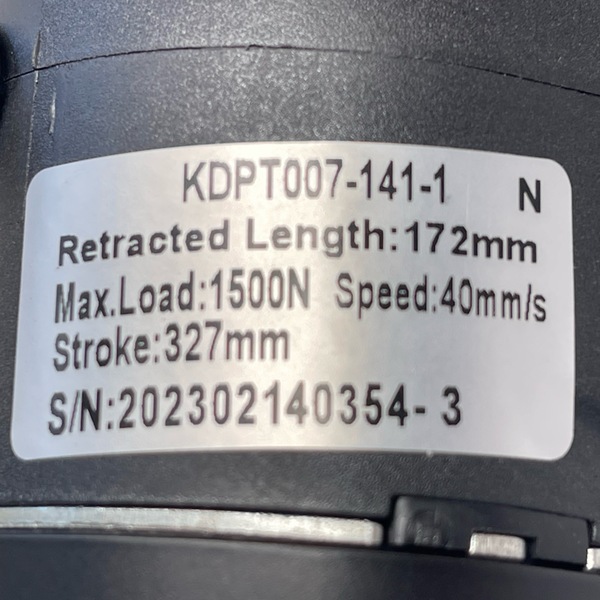 KDPT007-141-1 N
Retracted Length:172mm
Max.Load:1500N Speed:40mm/s
Stroke:327mm
S/N:202302140354- 3